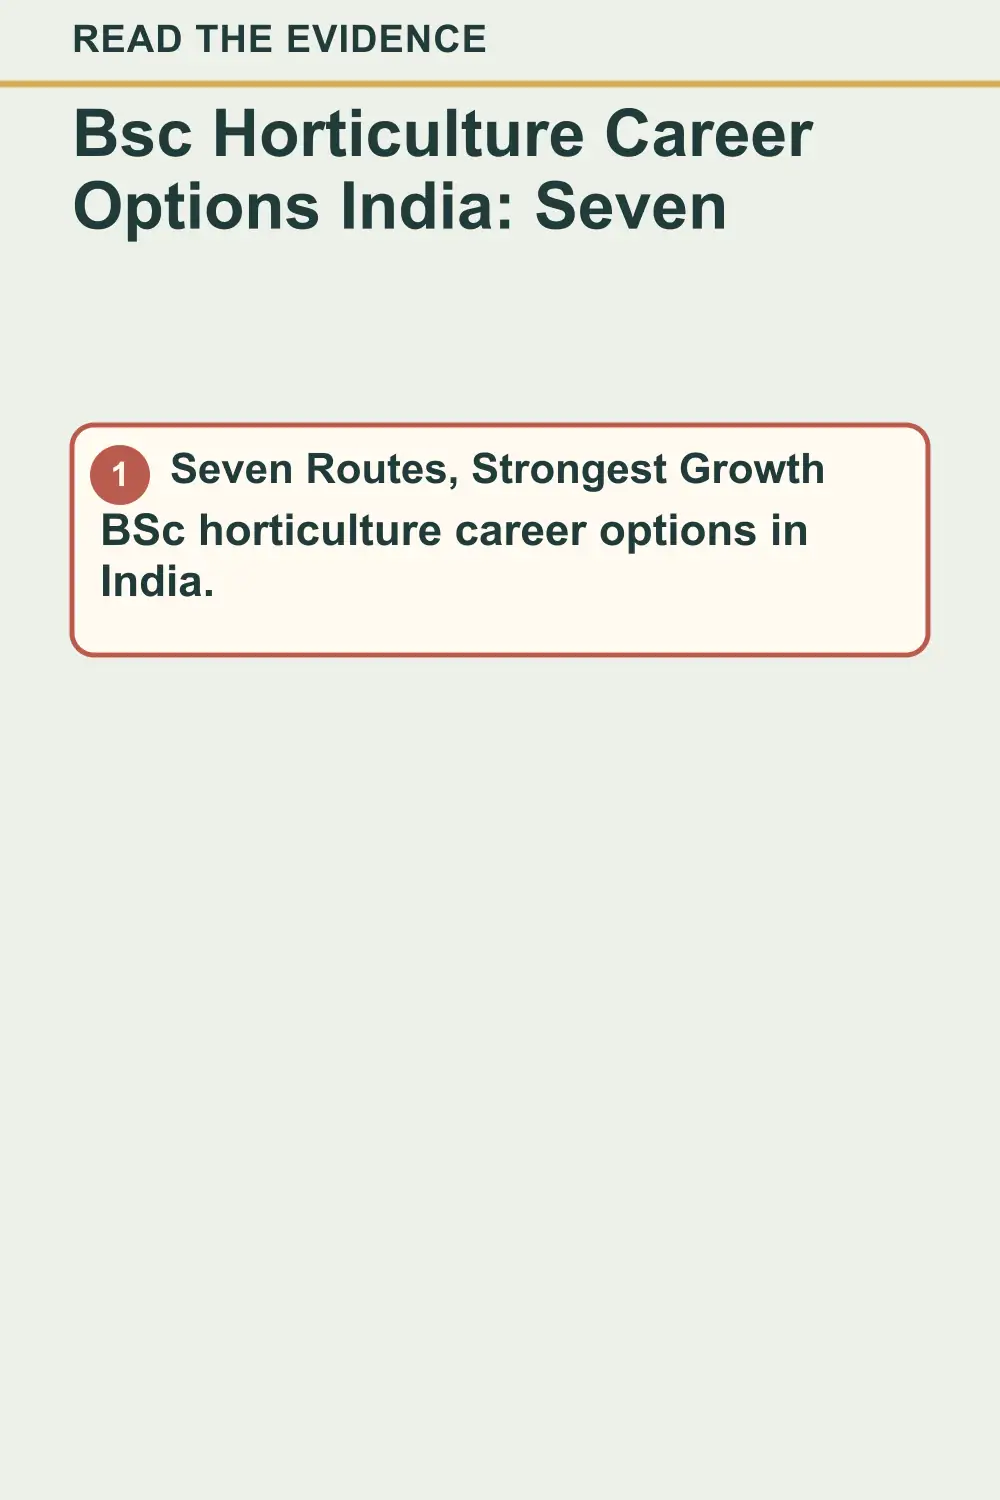 READ THE EVIDENCE
Bsc Horticulture Career
Options India: Seven
1 Seven Routes, Strongest Growth
BSc horticulture career options in
India.